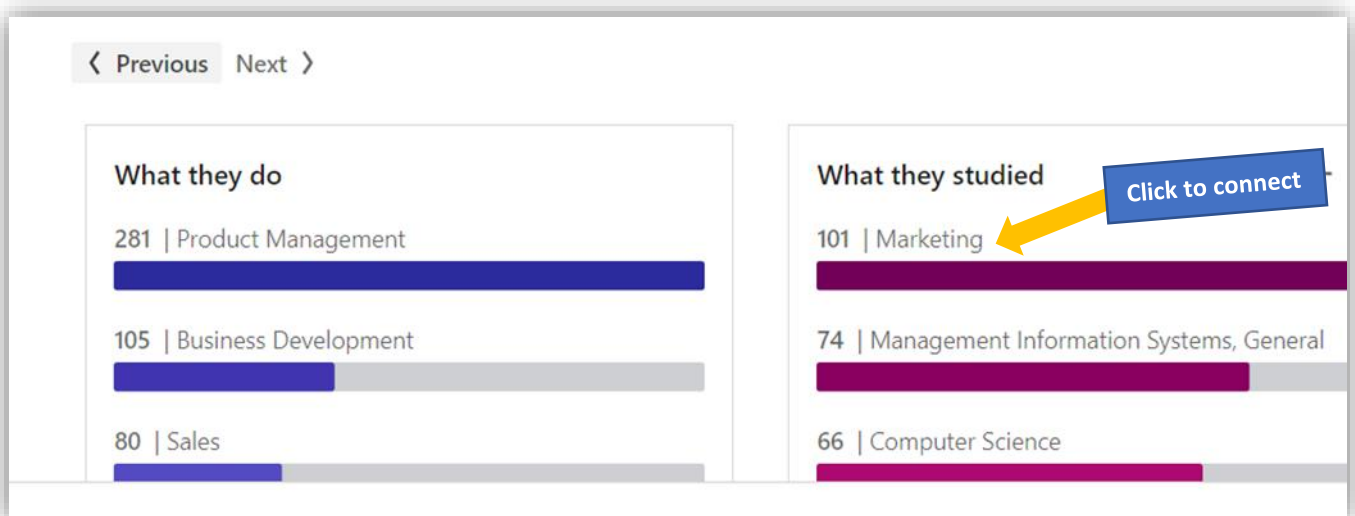 Previous Next
What they do
281 | Product Management
105 | Business Development
80 | Sales
What they studied
Click to connect
101 | Marketing
74 | Management Information Systems, General
66 | Computer Science